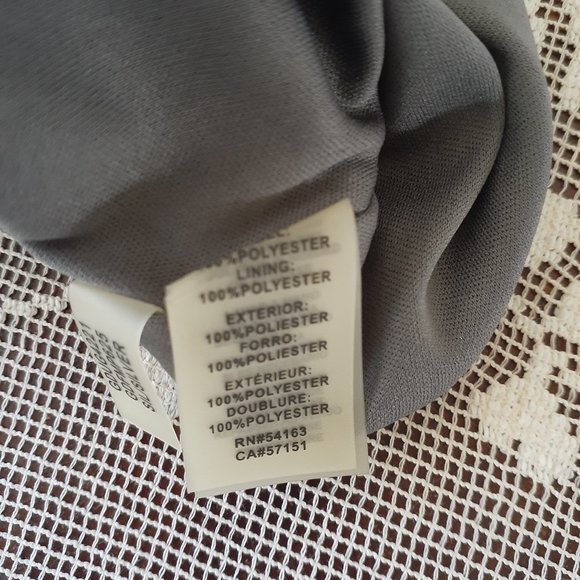 100%POLYESTER
LINING:
100%POLYESTER
EXTERIOR:
100%POLIESTER
FORRO:
100%POLIESTER
EXTÉRIEUR:
100%POLYESTER
DOUBLURE:
100%POLYESTER
RN#54163
CA#57151